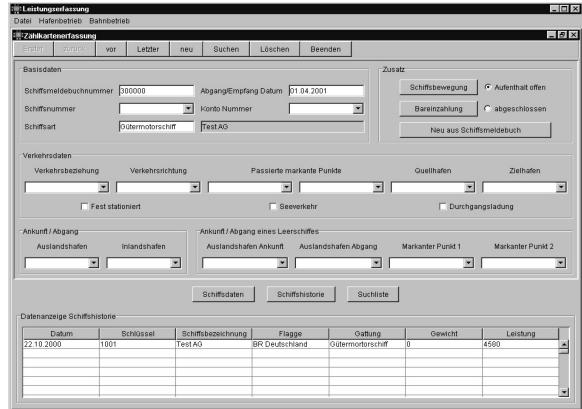 Leistungserfassung
Datei Hafenbetrieb Bahnbetrieb
Zählkartenerfassung
Erster zurück vor Letzter neu Suchen Löschen Beenden
Basisdaten
Zusatz
Schiffsmeldebuchnummer 300000 Abgang/Empfang Datum 01.04.2001
Schiffsbewegung Aufenthalt offen
Schiffsnummer Konto Nummer
Bareinzahlung abgeschlossen
Schiffsart Gütermotorschiff Test AG
Neu aus Schiffsmeldebuch
Verkehrsdaten
Verkehrsbeziehung Verkehrsrichtung Passierte markante Punkte Quellhafen Zielhafen
Fest stationiert Seeverkehr Durchgangsladung
Ankunft / Abgang
Ankunft / Abgang eines Leerschiffes
Auslandshafen Inlandshafen Auslandshafen Ankunft Auslandshafen Abgang Markanter Punkt 1 Markanter Punkt 2
Schiffsdaten Schiffshistorie Suchliste
Datenanzeige Schiffshistorie
Datum Schlüssel Schiffsbezeichnung Flagge Gattung Gewicht Leistung
22.10.2000 1001 Test AG BR Deutschland Gütermortorschiff 0 4580